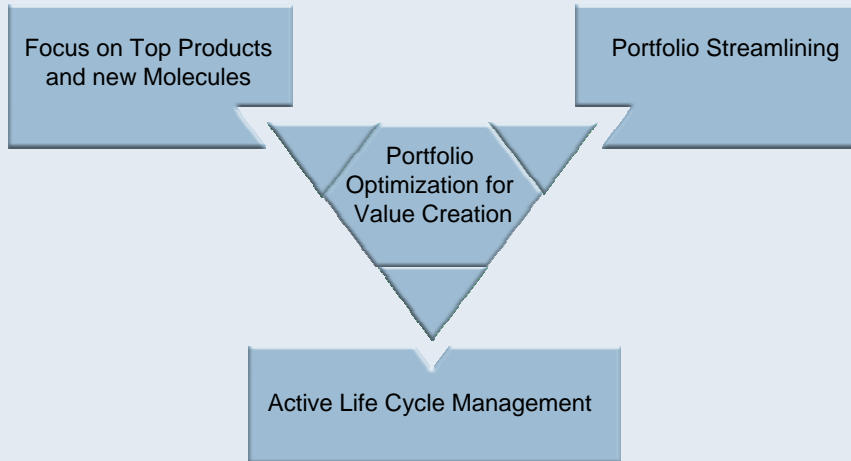 Focus on Top Products
and new Molecules
Portfolio Streamlining
Portfolio
Optimization for
Value Creation
Active Life Cycle Management